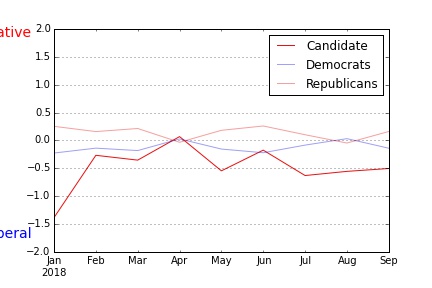 ative
beral
2.0
1.5
1.0
0.5
0.0
−0.5
−1.0
−1.5
−2.0
Jan Feb Mar Apr May Jun Jul Aug Sep
2018
Candidate
Democrats
Republicans